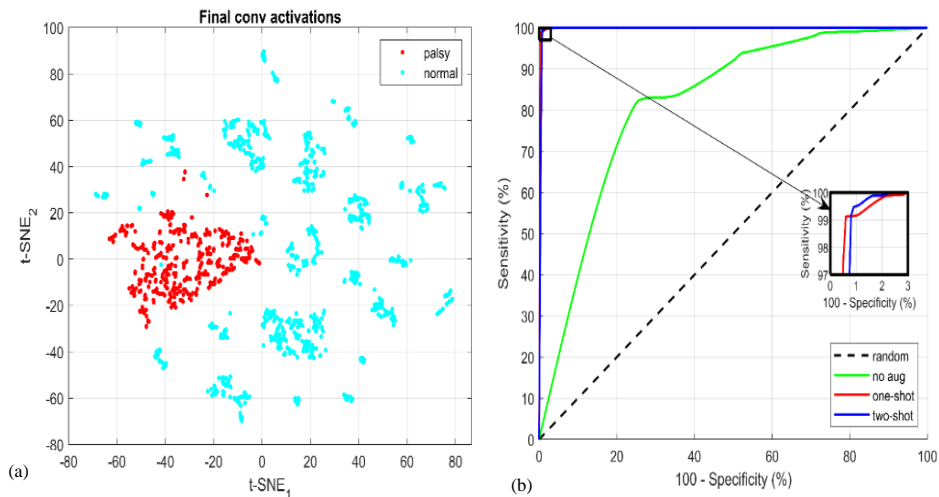 Final conv activations
palsy
normal
100
80
60
40
20
0
-20
-40
-60
-80
t-SNE2
-80 -60 -40 -20 0 20 40 60 80
t-SNE1
(a)
100
90
80
70
60
50
40
30
20
10
0
Sensitivity (%)
0 20 40 60 80 100
100 - Specificity (%)
(b)
100
99
98
97
Sensitivity (%)
0 1 2 3
100 - Specificity (%)
random
no aug
one-shot
two-shot